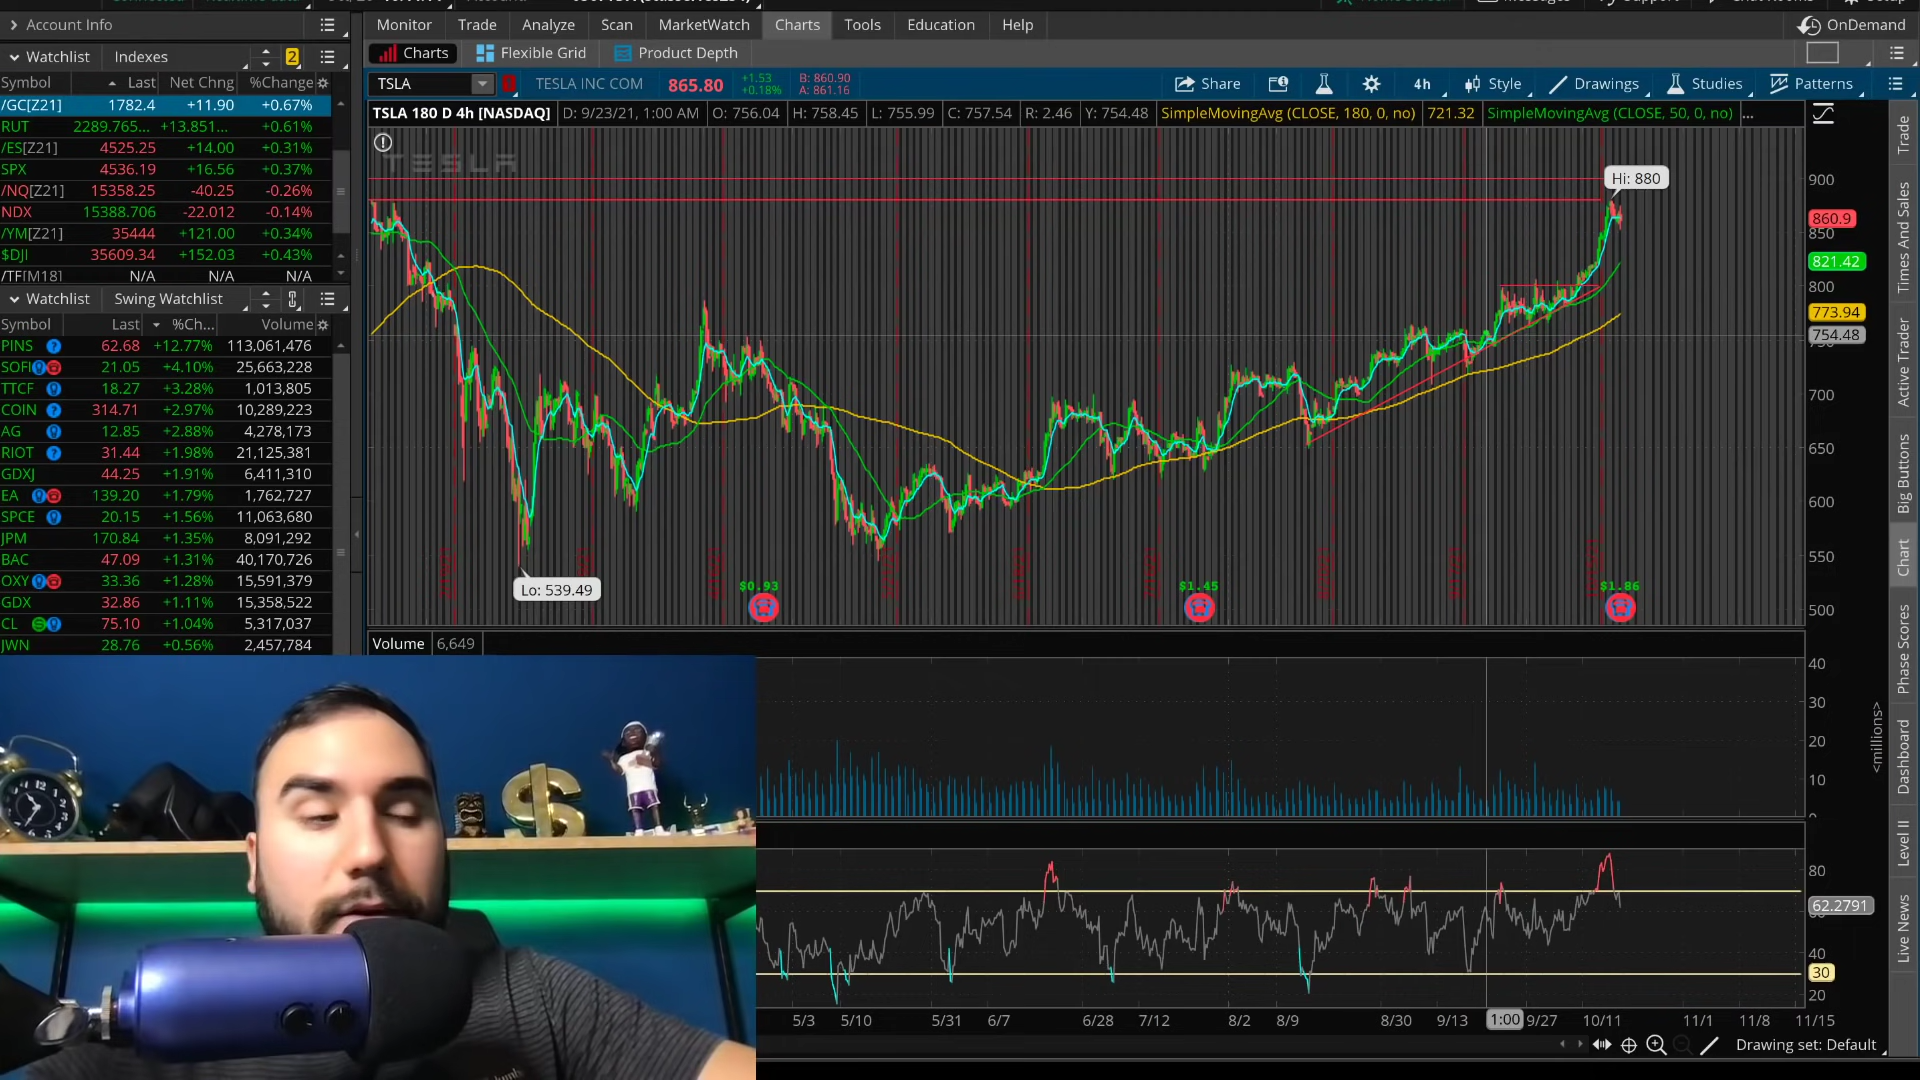 Account Info
Monitor Trade Analyze Scan MarketWatch Charts Tools Education Help
OnDemand
Watchlist Indexes 2
Charts Flexible Grid Product Depth
Symbol Last Net Chng %Change
/GC[Z21] 1782.4 +11.90 +0.67%
RUT 2289.765... +13.851... +0.61%
/ES[Z21] 4525.25 +14.00 +0.31%
SPX 4536.19 +16.56 +0.37%
/NQ[Z21] 15358.25 -40.25 -0.26%
NDX 15388.706 -22.012 -0.14%
/YM[Z21] 35444 +121.00 +0.34%
$DJI 35609.34 +152.03 +0.43%
/TF[M18] N/A N/A N/A
Watchlist Swing Watchlist
Symbol Last %Ch... Volume
PINS 62.68 +12.77% 113,061,476
SOFI 21.05 +4.10% 25,663,228
TTCF 18.27 +3.28% 1,013,805
COIN 314.71 +2.97% 10,289,223
AG 12.85 +2.88% 4,278,173
RIOT 31.44 +1.98% 21,125,381
GDXJ 44.25 +1.91% 6,411,310
EA 139.20 +1.79% 1,762,727
SPCE 20.15 +1.56% 11,063,680
JPM 170.84 +1.35% 8,091,292
BAC 47.09 +1.31% 40,170,726
OXY 33.36 +1.28% 15,591,379
GDX 32.86 +1.11% 15,358,522
CL 75.10 +1.04% 5,317,037
JWN 28.76 +0.56% 2,457,784
TSLA TESLA INC COM 865.80 +1.53 +0.18% B: 860.90 A: 861.16
Share 4h Style Drawings Studies Patterns
TSLA 180 D 4h [NASDAQ] D: 9/23/21, 1:00 AM O: 756.04 H: 758.45 L: 755.99 C: 757.54 R: 2.46 Y: 754.48 SimpleMovingAvg (CLOSE, 180, 0, no) 721.32 SimpleMovingAvg (CLOSE, 50, 0, no) ...
TESLA
Hi: 880
Lo: 539.49
$0.93 $1.45 $1.86
900
860.9
850
821.42
800
773.94
754.48
700
650
600
550
500
Volume 6,649
40
30
20
10
<millions>
80
62.2791
40
30
20
5/3 5/10 5/31 6/7 6/28 7/12 8/2 8/9 8/30 9/13 1:00 9/27 10/11 11/1 11/8 11/15
Drawing set: Default
Trade
Times And Sales
Active Trader
Big Buttons
Chart
Phase Scores
Dashboard
Level II
Live News